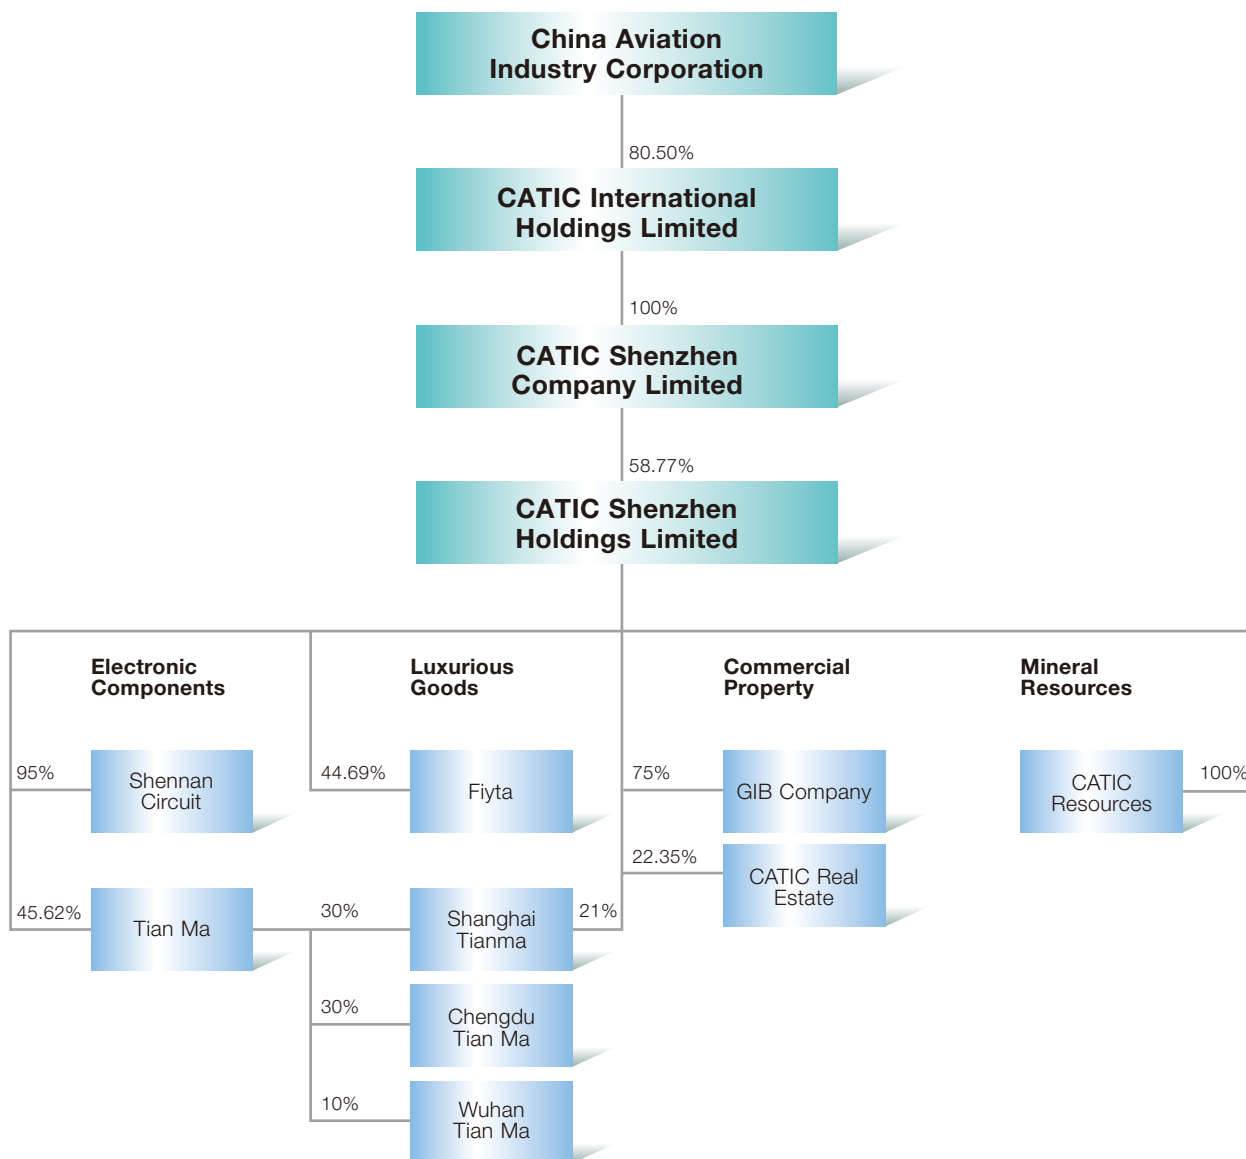 China Aviation
Industry Corporation
80.50%
CATIC International
Holdings Limited
100%
CATIC Shenzhen
Company Limited
58.77%
CATIC Shenzhen
Holdings Limited
Electronic
Components
Luxurious
Goods
Commercial
Property
Mineral
Resources
95%
Shennan
Circuit
44.69%
Fiyta
75%
GIB Company
CATIC
Resources
100%
22.35%
CATIC Real
Estate
45.62%
Tian Ma
30%
Shanghai
Tianma
21%
30%
Chengdu
Tian Ma
10%
Wuhan
Tian Ma